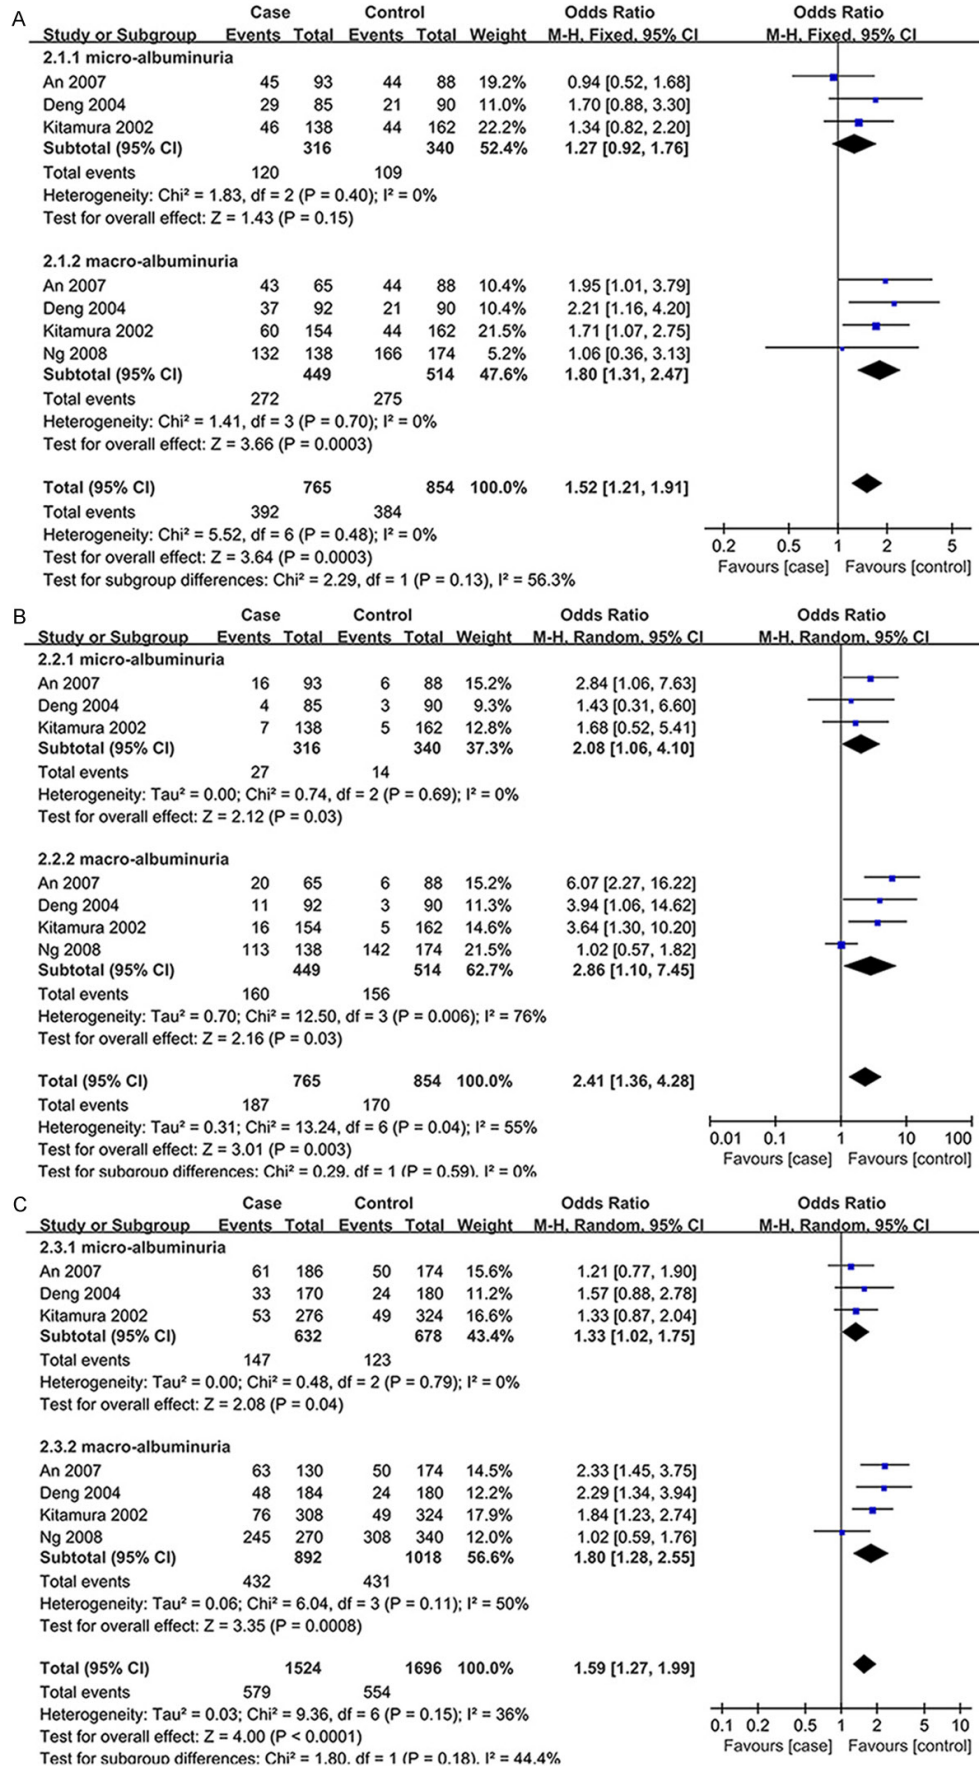 A
Case Control Odds Ratio Odds Ratio
Study or Subgroup Events Total Events Total Weight M-H, Fixed, 95% CI M-H, Fixed, 95% CI
2.1.1 micro-albuminuria
An 2007 45 93 44 88 19.2% 0.94 [0.52, 1.68]
Deng 2004 29 85 21 90 11.0% 1.70 [0.88, 3.30]
Kitamura 2002 46 138 44 162 22.2% 1.34 [0.82, 2.20]
Subtotal (95% CI) 316 340 52.4% 1.27 [0.92, 1.76]
Total events 120 109
Heterogeneity: Chi² = 1.83, df = 2 (P = 0.40); I² = 0%
Test for overall effect: Z = 1.43 (P = 0.15)
2.1.2 macro-albuminuria
An 2007 43 65 44 88 10.4% 1.95 [1.01, 3.79]
Deng 2004 37 92 21 90 10.4% 2.21 [1.16, 4.20]
Kitamura 2002 60 154 44 162 21.5% 1.71 [1.07, 2.75]
Ng 2008 132 138 166 174 5.2% 1.06 [0.36, 3.13]
Subtotal (95% CI) 449 514 47.6% 1.80 [1.31, 2.47]
Total events 272 275
Heterogeneity: Chi² = 1.41, df = 3 (P = 0.70); I² = 0%
Test for overall effect: Z = 3.66 (P = 0.0003)
Total (95% CI) 765 854 100.0% 1.52 [1.21, 1.91]
Total events 392 384
Heterogeneity: Chi² = 5.52, df = 6 (P = 0.48); I² = 0%
Test for overall effect: Z = 3.64 (P = 0.0003)
Test for subgroup differences: Chi² = 2.29, df = 1 (P = 0.13), I² = 56.3%
0.2 0.5 1 2 5
Favours [case] Favours [control]
B
Case Control Odds Ratio Odds Ratio
Study or Subgroup Events Total Events Total Weight M-H, Random, 95% CI M-H, Random, 95% CI
2.2.1 micro-albuminuria
An 2007 16 93 6 88 15.2% 2.84 [1.06, 7.63]
Deng 2004 4 85 3 90 9.3% 1.43 [0.31, 6.60]
Kitamura 2002 7 138 5 162 12.8% 1.68 [0.52, 5.41]
Subtotal (95% CI) 316 340 37.3% 2.08 [1.06, 4.10]
Total events 27 14
Heterogeneity: Tau² = 0.00; Chi² = 0.74, df = 2 (P = 0.69); I² = 0%
Test for overall effect: Z = 2.12 (P = 0.03)
2.2.2 macro-albuminuria
An 2007 20 65 6 88 15.2% 6.07 [2.27, 16.22]
Deng 2004 11 92 3 90 11.3% 3.94 [1.06, 14.62]
Kitamura 2002 16 154 5 162 14.6% 3.64 [1.30, 10.20]
Ng 2008 113 138 142 174 21.5% 1.02 [0.57, 1.82]
Subtotal (95% CI) 449 514 62.7% 2.86 [1.10, 7.45]
Total events 160 156
Heterogeneity: Tau² = 0.70; Chi² = 12.50, df = 3 (P = 0.006); I² = 76%
Test for overall effect: Z = 2.16 (P = 0.03)
Total (95% CI) 765 854 100.0% 2.41 [1.36, 4.28]
Total events 187 170
Heterogeneity: Tau² = 0.31; Chi² = 13.24, df = 6 (P = 0.04); I² = 55%
Test for overall effect: Z = 3.01 (P = 0.003)
Test for subgroup differences: Chi² = 0.29, df = 1 (P = 0.59), I² = 0%
0.01 0.1 1 10 100
Favours [case] Favours [control]
C
Case Control Odds Ratio Odds Ratio
Study or Subgroup Events Total Events Total Weight M-H, Random, 95% CI M-H, Random, 95% CI
2.3.1 micro-albuminuria
An 2007 61 186 50 174 15.6% 1.21 [0.77, 1.90]
Deng 2004 33 170 24 180 11.2% 1.57 [0.88, 2.78]
Kitamura 2002 53 276 49 324 16.6% 1.33 [0.87, 2.04]
Subtotal (95% CI) 632 678 43.4% 1.33 [1.02, 1.75]
Total events 147 123
Heterogeneity: Tau² = 0.00; Chi² = 0.48, df = 2 (P = 0.79); I² = 0%
Test for overall effect: Z = 2.08 (P = 0.04)
2.3.2 macro-albuminuria
An 2007 63 130 50 174 14.5% 2.33 [1.45, 3.75]
Deng 2004 48 184 24 180 12.2% 2.29 [1.34, 3.94]
Kitamura 2002 76 308 49 324 17.9% 1.84 [1.23, 2.74]
Ng 2008 245 270 308 340 12.0% 1.02 [0.59, 1.76]
Subtotal (95% CI) 892 1018 56.6% 1.80 [1.28, 2.55]
Total events 432 431
Heterogeneity: Tau² = 0.06; Chi² = 6.04, df = 3 (P = 0.11); I² = 50%
Test for overall effect: Z = 3.35 (P = 0.0008)
Total (95% CI) 1524 1696 100.0% 1.59 [1.27, 1.99]
Total events 579 554
Heterogeneity: Tau² = 0.03; Chi² = 9.36, df = 6 (P = 0.15); I² = 36%
Test for overall effect: Z = 4.00 (P < 0.0001)
Test for subgroup differences: Chi² = 1.80, df = 1 (P = 0.18), I² = 44.4%
0.1 0.2 0.5 1 2 5 10
Favours [case] Favours [control]